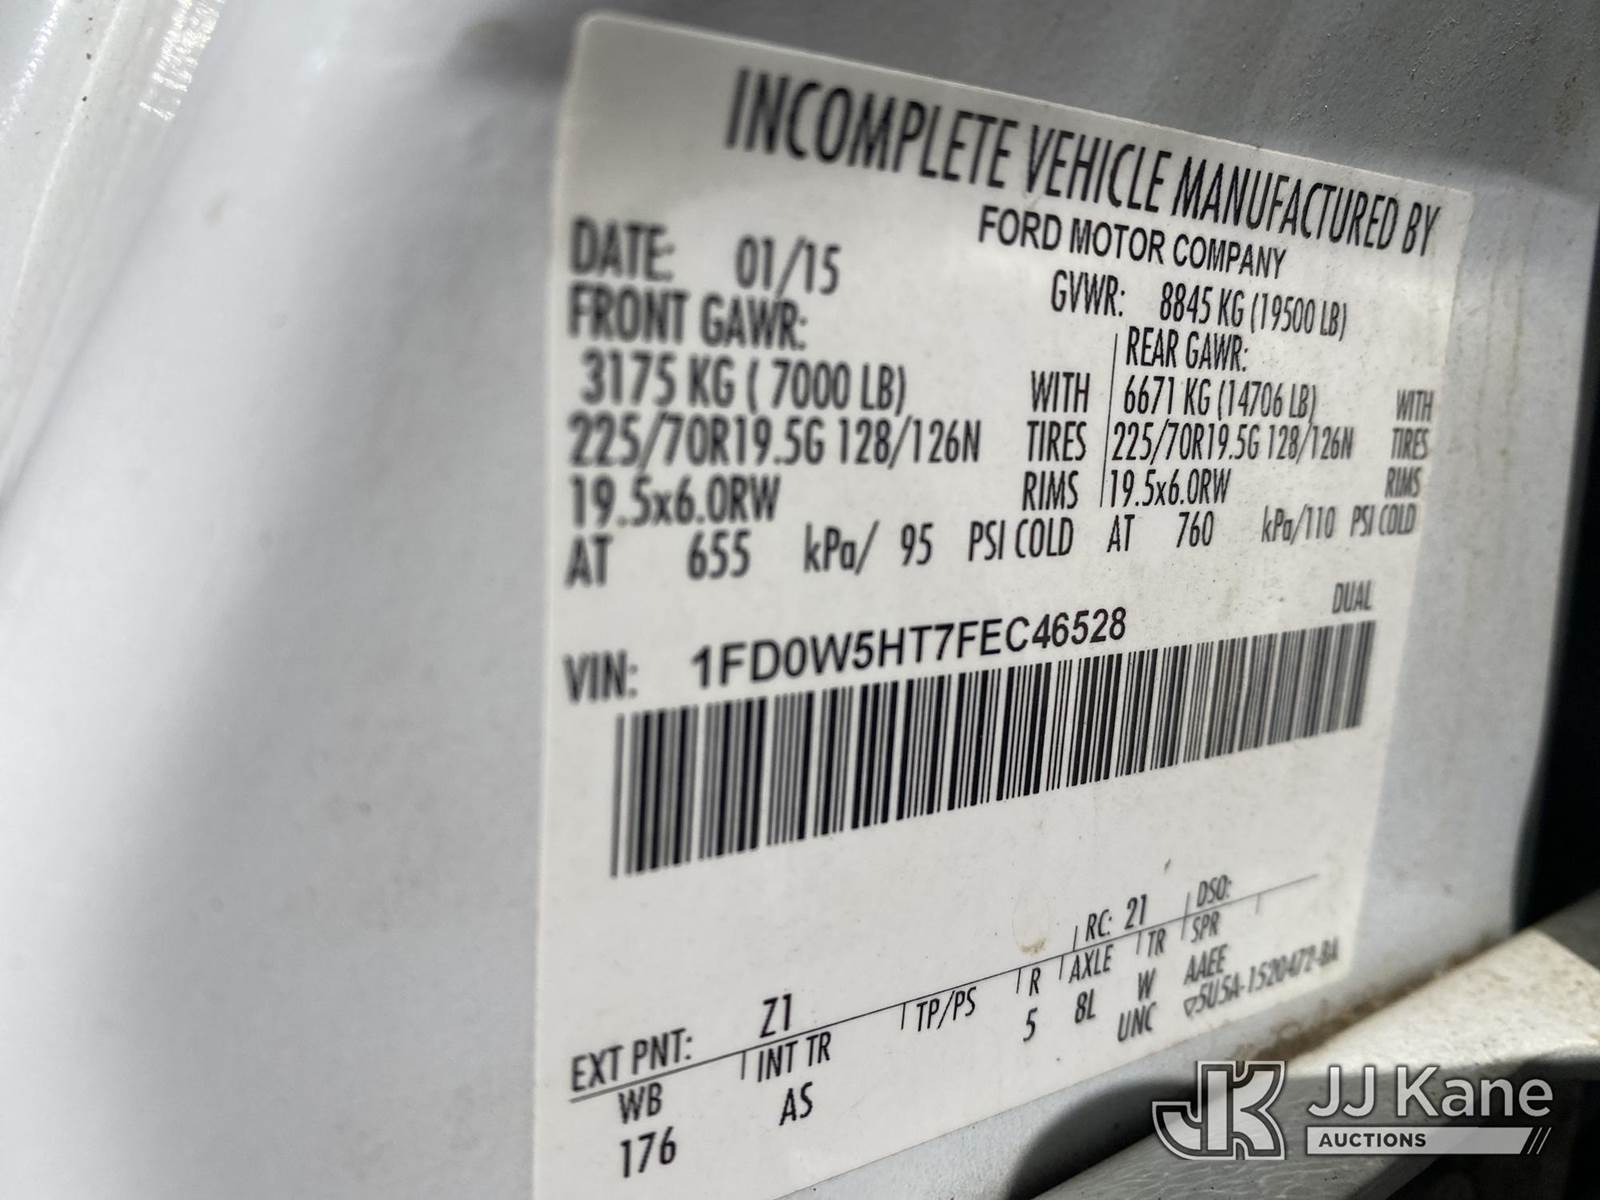 INCOMPLETE VEHICLE MANUFACTURED BY
FORD MOTOR COMPANY
DATE: 01/15 GVWR: 8845 KG (19500 LB)
FRONT GAWR: REAR GAWR:
3175 KG ( 7000 LB) WITH 6671 KG (14706 LB) WITH
225/70R19.5G 128/126N TIRES 225/70R19.5G 128/126N TIRES
19.5x6.0RW RIMS 19.5x6.0RW RIMS
AT 655 kPa/ 95 PSI COLD AT 760 kPa/110 PSI COLD
DUAL
VIN: 1FD0W5HT7FEC46528
EXT PNT: Z1 RC: 21 DSO:
WB INT TR TP/PS R AXLE TR SPR
176 AS 5 8L W AAEE
UNC 5U5A-1520472-BA
JK JJ Kane
AUCTIONS